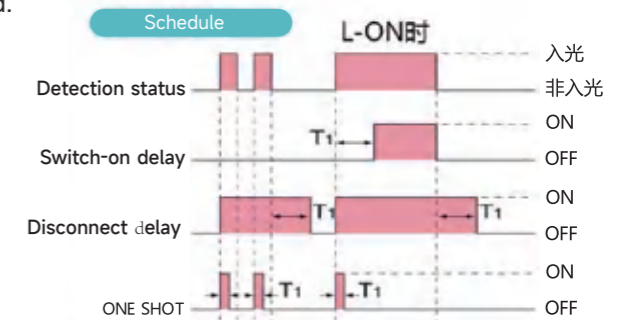 d.
Schedule
L-ON时
入光
Detection status
非入光
ON
T1
Switch-on delay
OFF
ON
T1
T1
Disconnect delay
OFF
ON
T1
T1
ONE SHOT
OFF